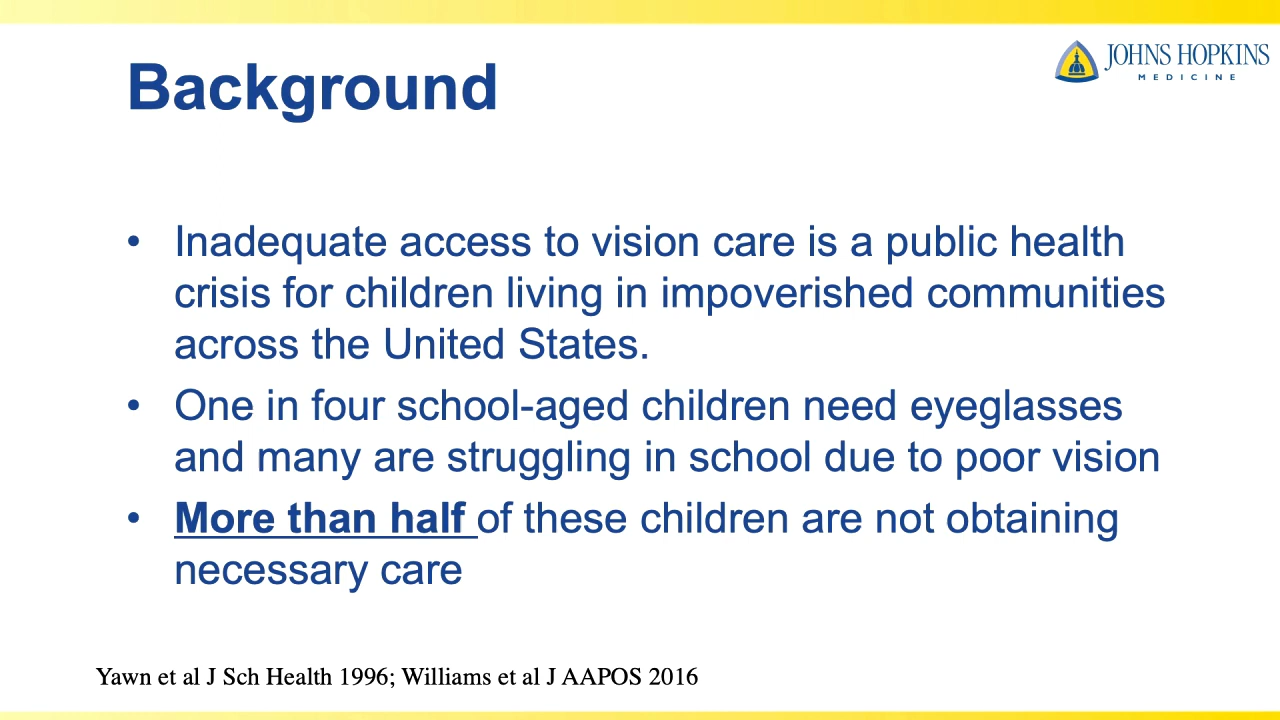 JOHNS HOPKINS
MEDICINE
Background
• Inadequate access to vision care is a public health
crisis for children living in impoverished communities
across the United States.
• One in four school-aged children need eyeglasses
and many are struggling in school due to poor vision
• More than half of these children are not obtaining
necessary care
Yawn et al J Sch Health 1996; Williams et al J AAPOS 2016